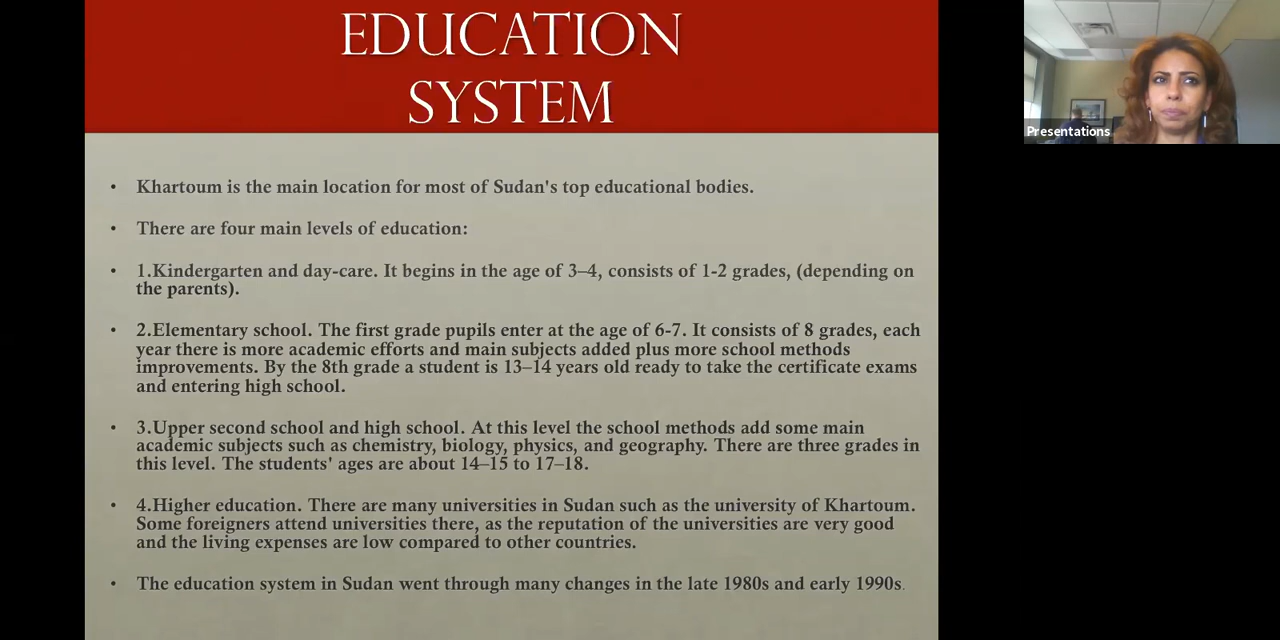 EDUCATION
SYSTEM
• Khartoum is the main location for most of Sudan's top educational bodies.
• There are four main levels of education:
• 1.Kindergarten and day-care. It begins in the age of 3–4, consists of 1-2 grades, (depending on
the parents).
• 2.Elementary school. The first grade pupils enter at the age of 6-7. It consists of 8 grades, each
year there is more academic efforts and main subjects added plus more school methods
improvements. By the 8th grade a student is 13–14 years old ready to take the certificate exams
and entering high school.
• 3.Upper second school and high school. At this level the school methods add some main
academic subjects such as chemistry, biology, physics, and geography. There are three grades in
this level. The students' ages are about 14–15 to 17–18.
• 4.Higher education. There are many universities in Sudan such as the university of Khartoum.
Some foreigners attend universities there, as the reputation of the universities are very good
and the living expenses are low compared to other countries.
• The education system in Sudan went through many changes in the late 1980s and early 1990s.
Presentations